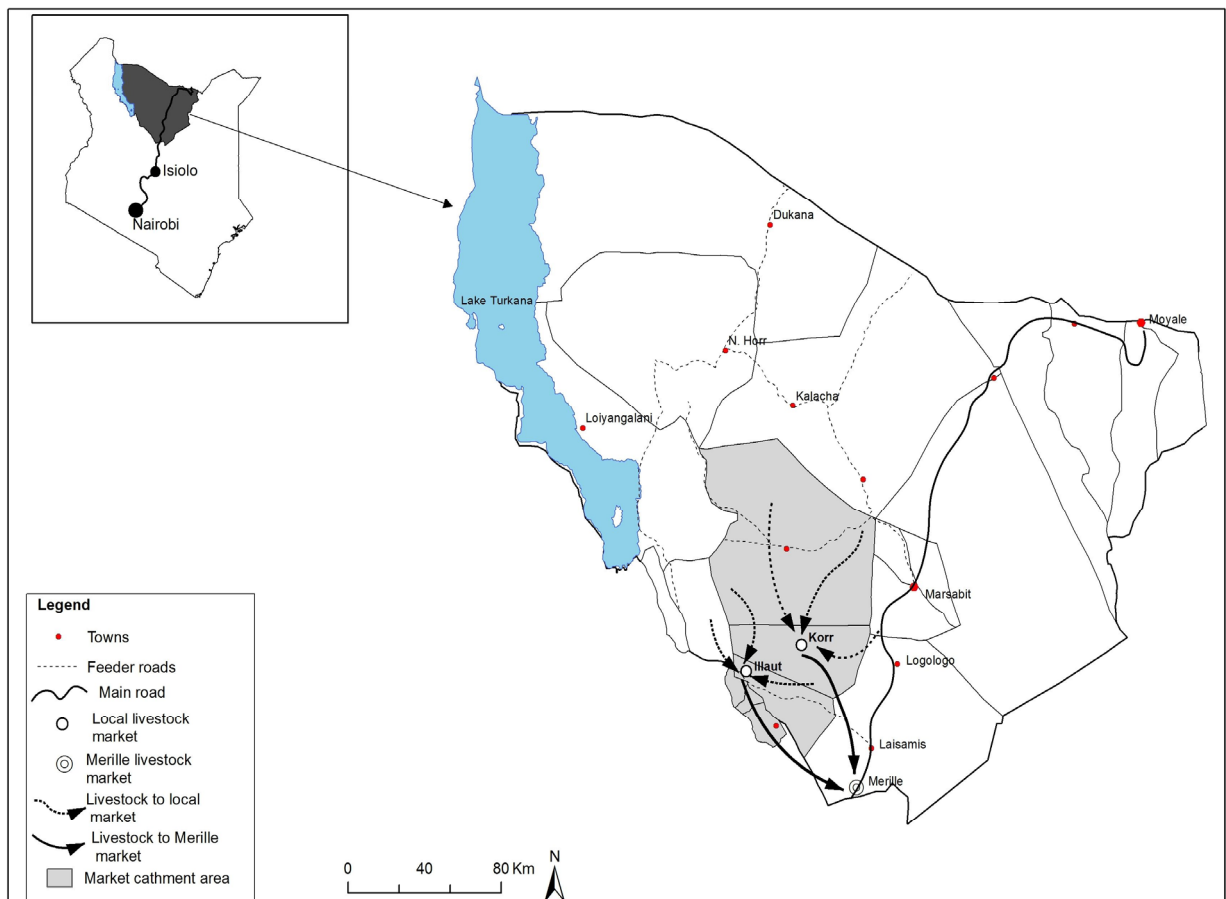 Isiolo
Nairobi
Dukana
Lake Turkana
Moyale
N. Horr
Kalacha
Loiyangalani
Marsabit
Korr
Logologo
Illaut
Laisamis
Merille
Legend
Towns
Feeder roads
Main road
Local livestock
market
Merille livestock
market
Livestock to local
market
Livestock to Merille
market
Market cathment area
0 40 80 Km
N